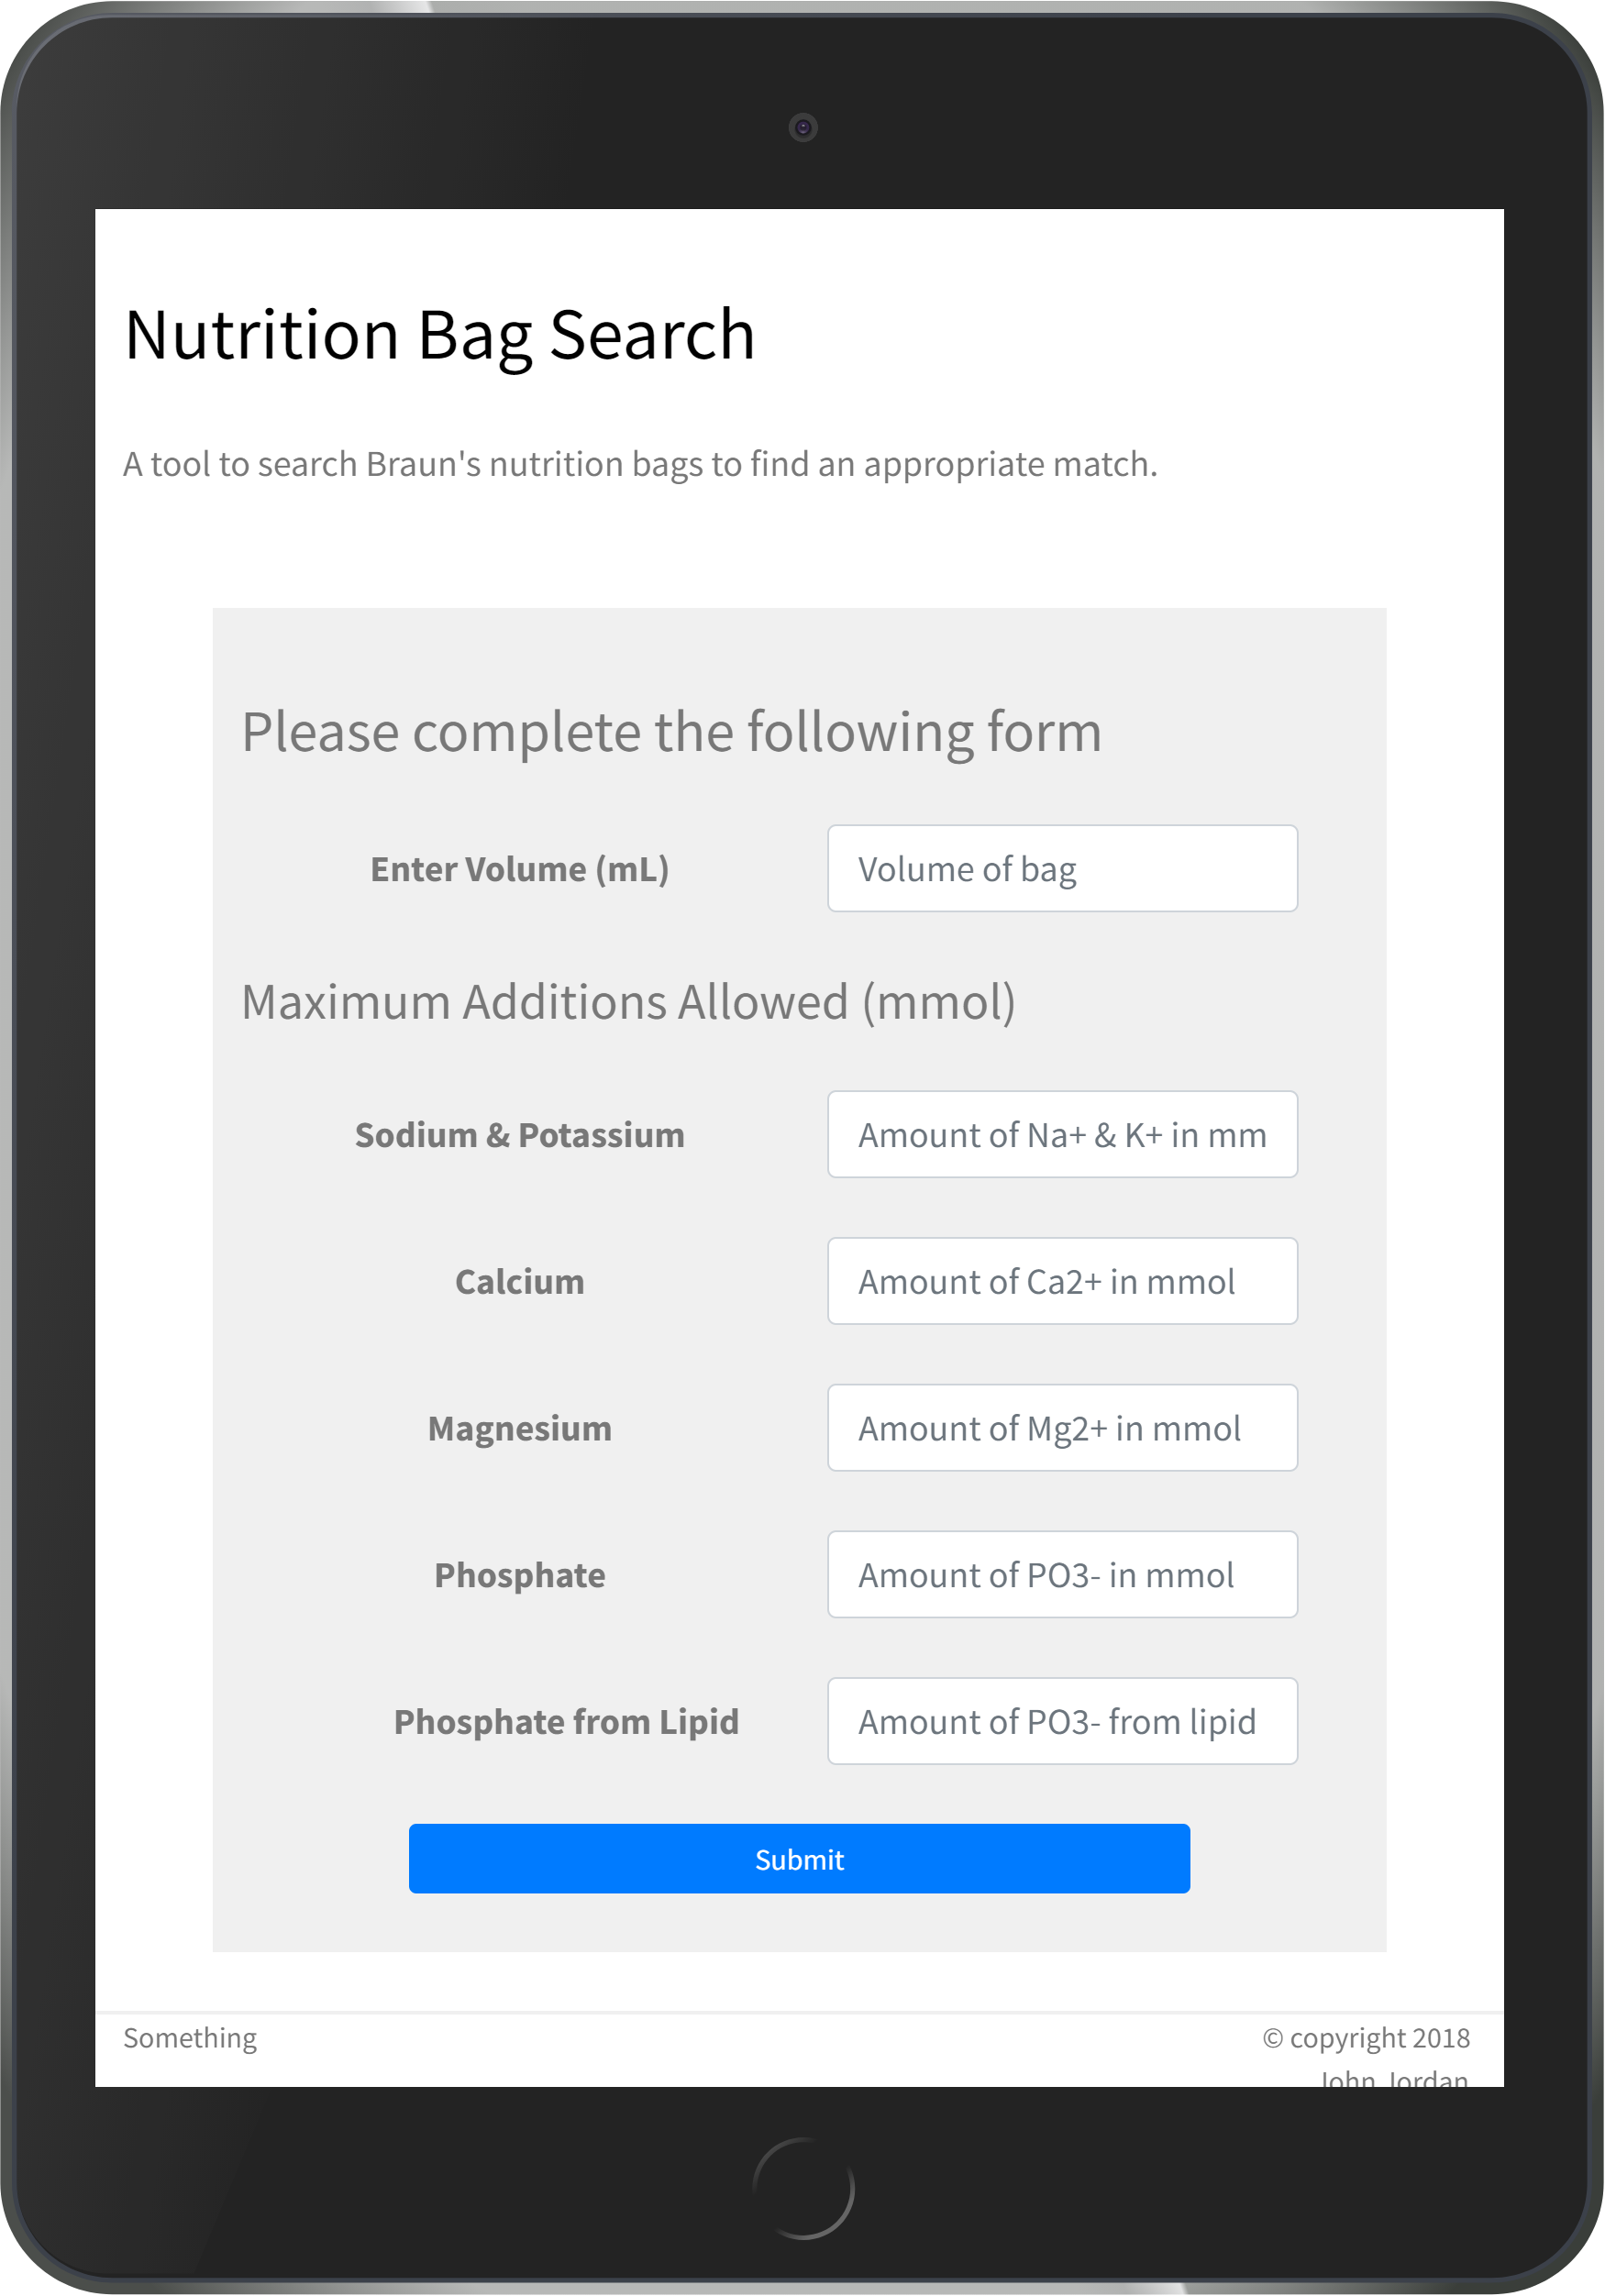 Nutrition Bag Search
A tool to search Braun's nutrition bags to find an appropriate match.
Please complete the following form
Enter Volume (mL) Volume of bag
Maximum Additions Allowed (mmol)
Sodium & Potassium Amount of Na+ & K+ in mm
Calcium Amount of Ca2+ in mmol
Magnesium Amount of Mg2+ in mmol
Phosphate Amount of PO3- in mmol
Phosphate from Lipid Amount of PO3- from lipid
Submit
Something © copyright 2018
John Jordan